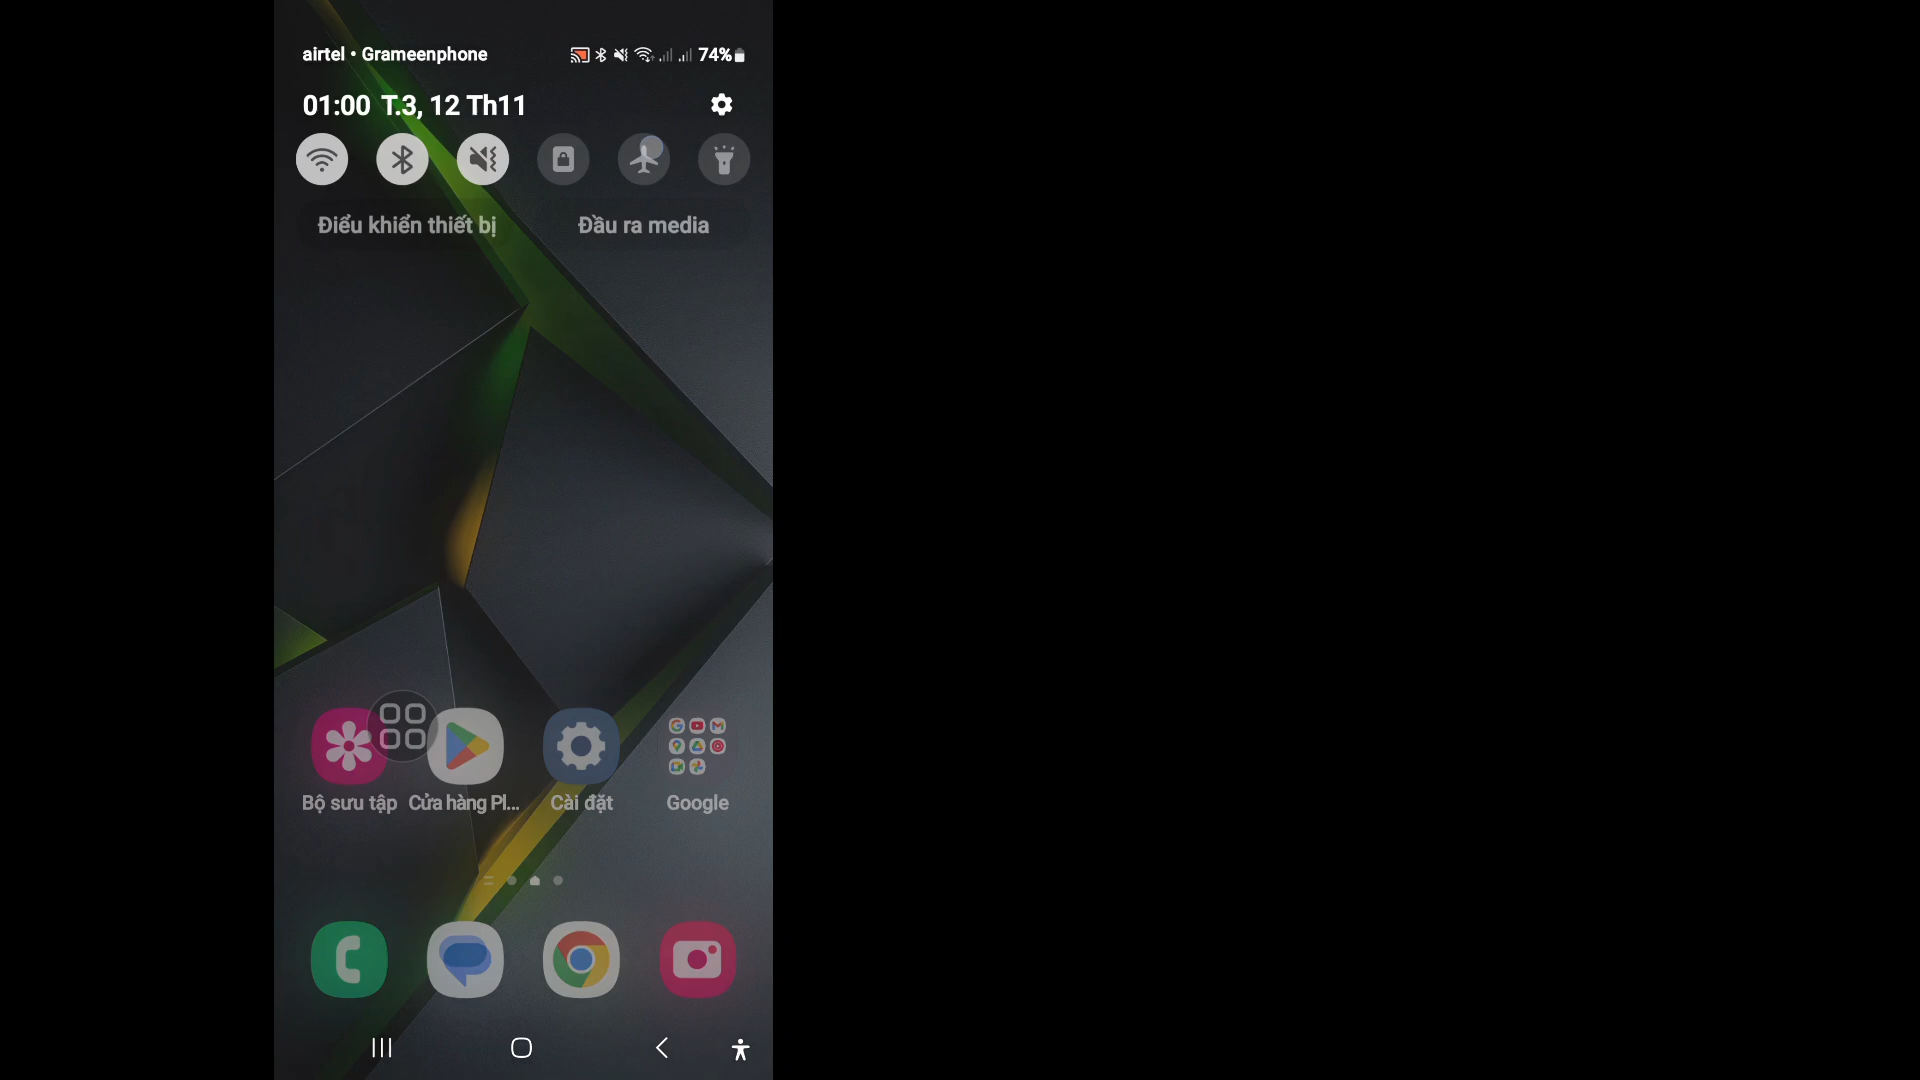 airtel • Grameenphone 74%
01:00 T.3, 12 Th11
Điều khiển thiết bị Đầu ra media
Bộ sưu tập Cửa hàng Pl... Cài đặt Google